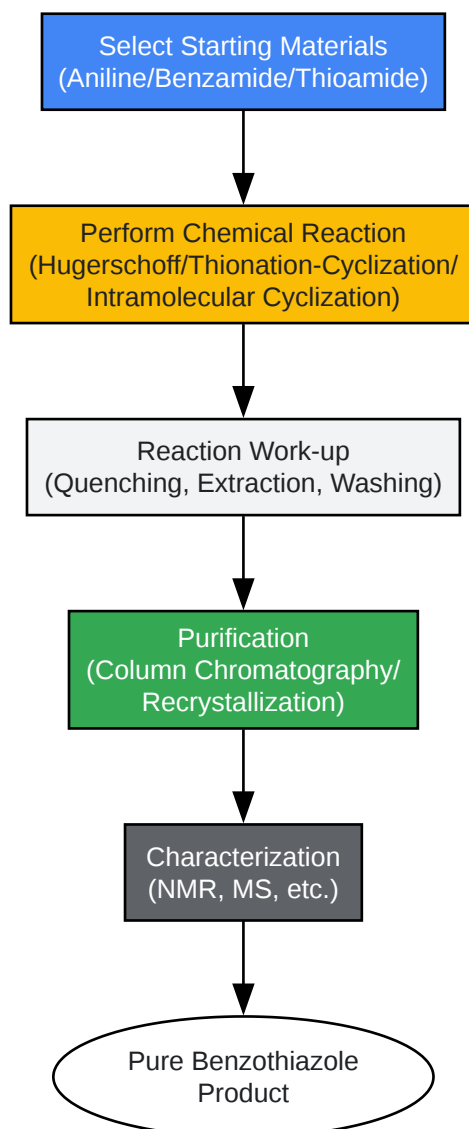 Select Starting Materials
(Aniline/Benzamide/Thioamide)
Perform Chemical Reaction
(Hugerschoff/Thionation-Cyclization/
Intramolecular Cyclization)
Reaction Work-up
(Quenching, Extraction, Washing)
Purification
(Column Chromatography/
Recrystallization)
Characterization
(NMR, MS, etc.)
Pure Benzothiazole
Product